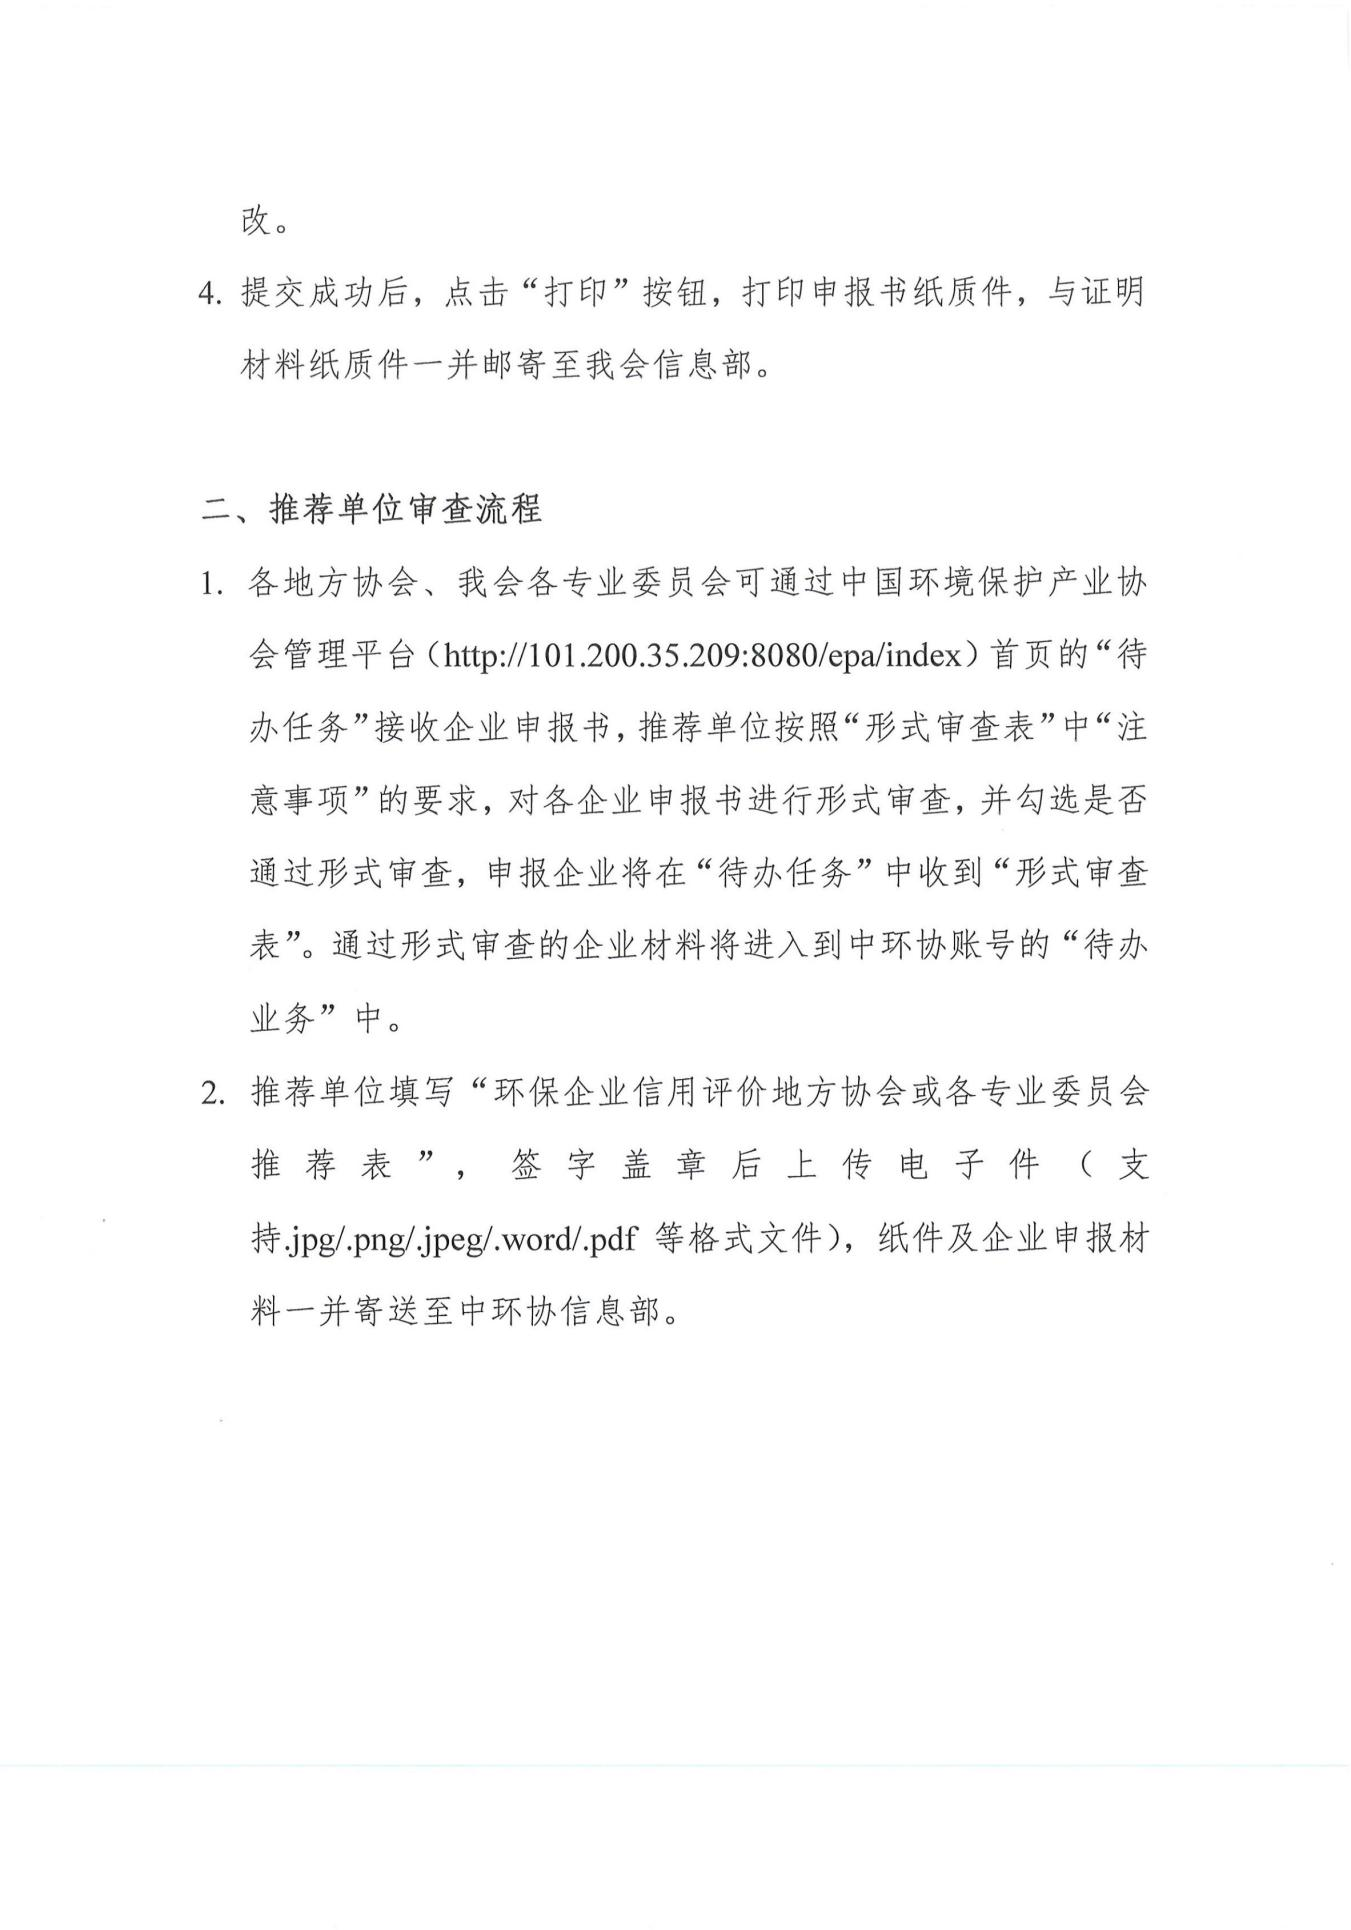 改。
4. 提交成功后，点击“打印”按钮，打印申报书纸质件，与证明
材料纸质件一并邮寄至我会信息部。
二、推荐单位审查流程
1. 各地方协会、我会各专业委员会可通过中国环境保护产业协
会管理平台（http://101.200.35.209:8080/epa/index）首页的“待
办任务”接收企业申报书，推荐单位按照“形式审查表”中“注
意事项”的要求，对各企业申报书进行形式审查，并勾选是否
通过形式审查，申报企业将在“待办任务”中收到“形式审查
表”。通过形式审查的企业材料将进入到中环协账号的“待办
业务”中。
2. 推荐单位填写“环保企业信用评价地方协会或各专业委员会
推荐表”，签字盖章后上传电子件（支
持.jpg/.png/.jpeg/.word/.pdf 等格式文件），纸件及企业申报材
料一并寄送至中环协信息部。